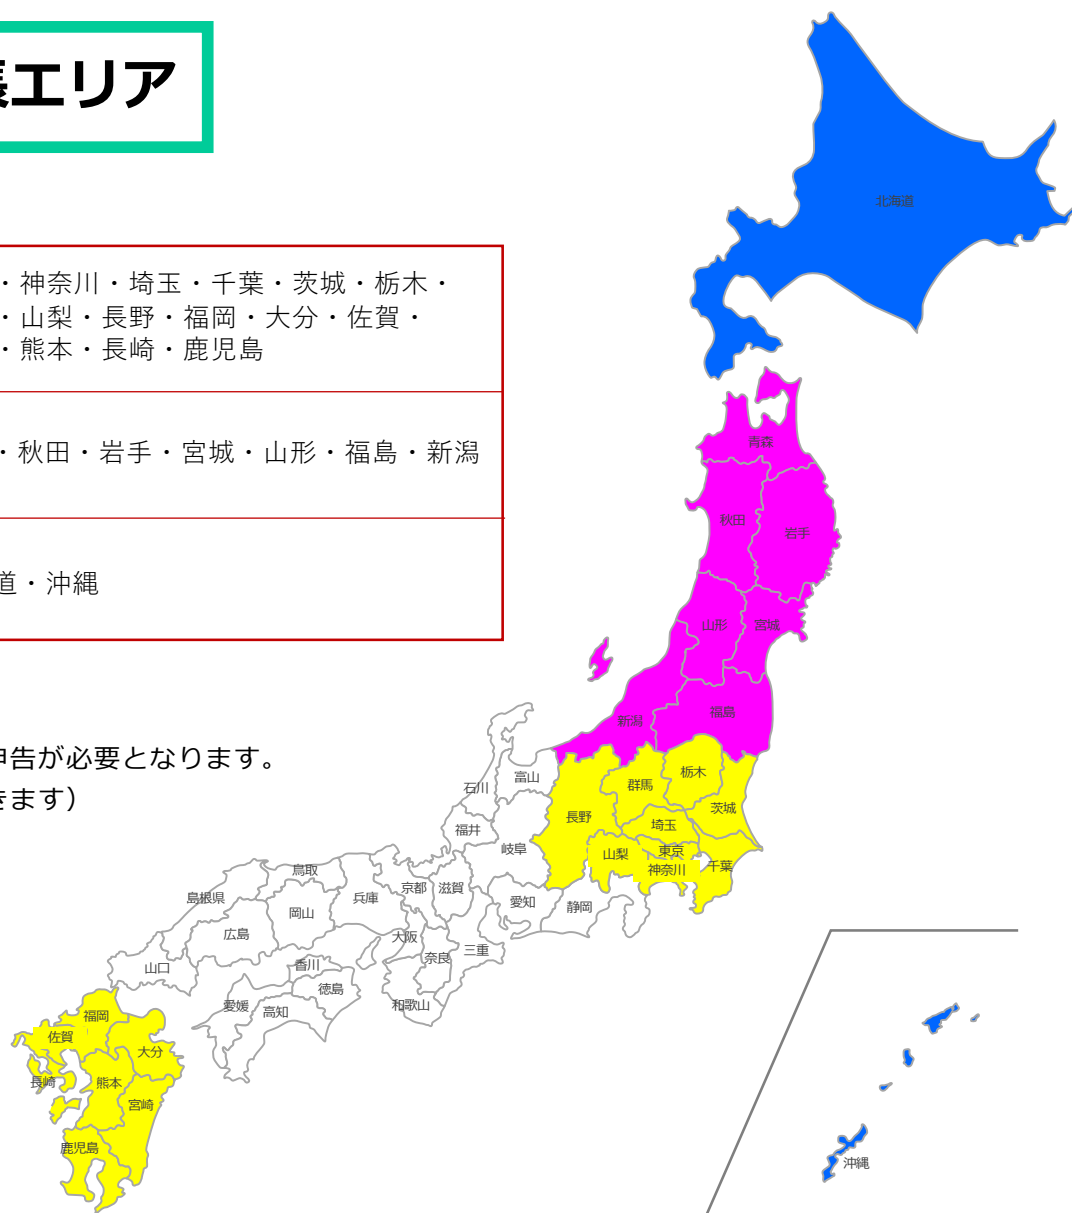 長エリア
・神奈川・埼玉・千葉・茨城・栃木・
・山梨・長野・福岡・大分・佐賀・
・熊本・長崎・鹿児島
・秋田・岩手・宮城・山形・福島・新潟
道・沖縄
申告が必要となります。
きます）
北海道
青森
秋田
岩手
山形
宮城
新潟
福島
富山
石川
群馬
栃木
長野
茨城
福井
埼玉
岐阜
山梨
東京
千葉
神奈川
鳥取
京都
滋賀
島根県
兵庫
愛知
静岡
岡山
広島
大阪
三重
奈良
山口
香川
徳島
愛媛
高知
和歌山
福岡
佐賀
大分
長崎
熊本
宮崎
鹿児島
沖縄